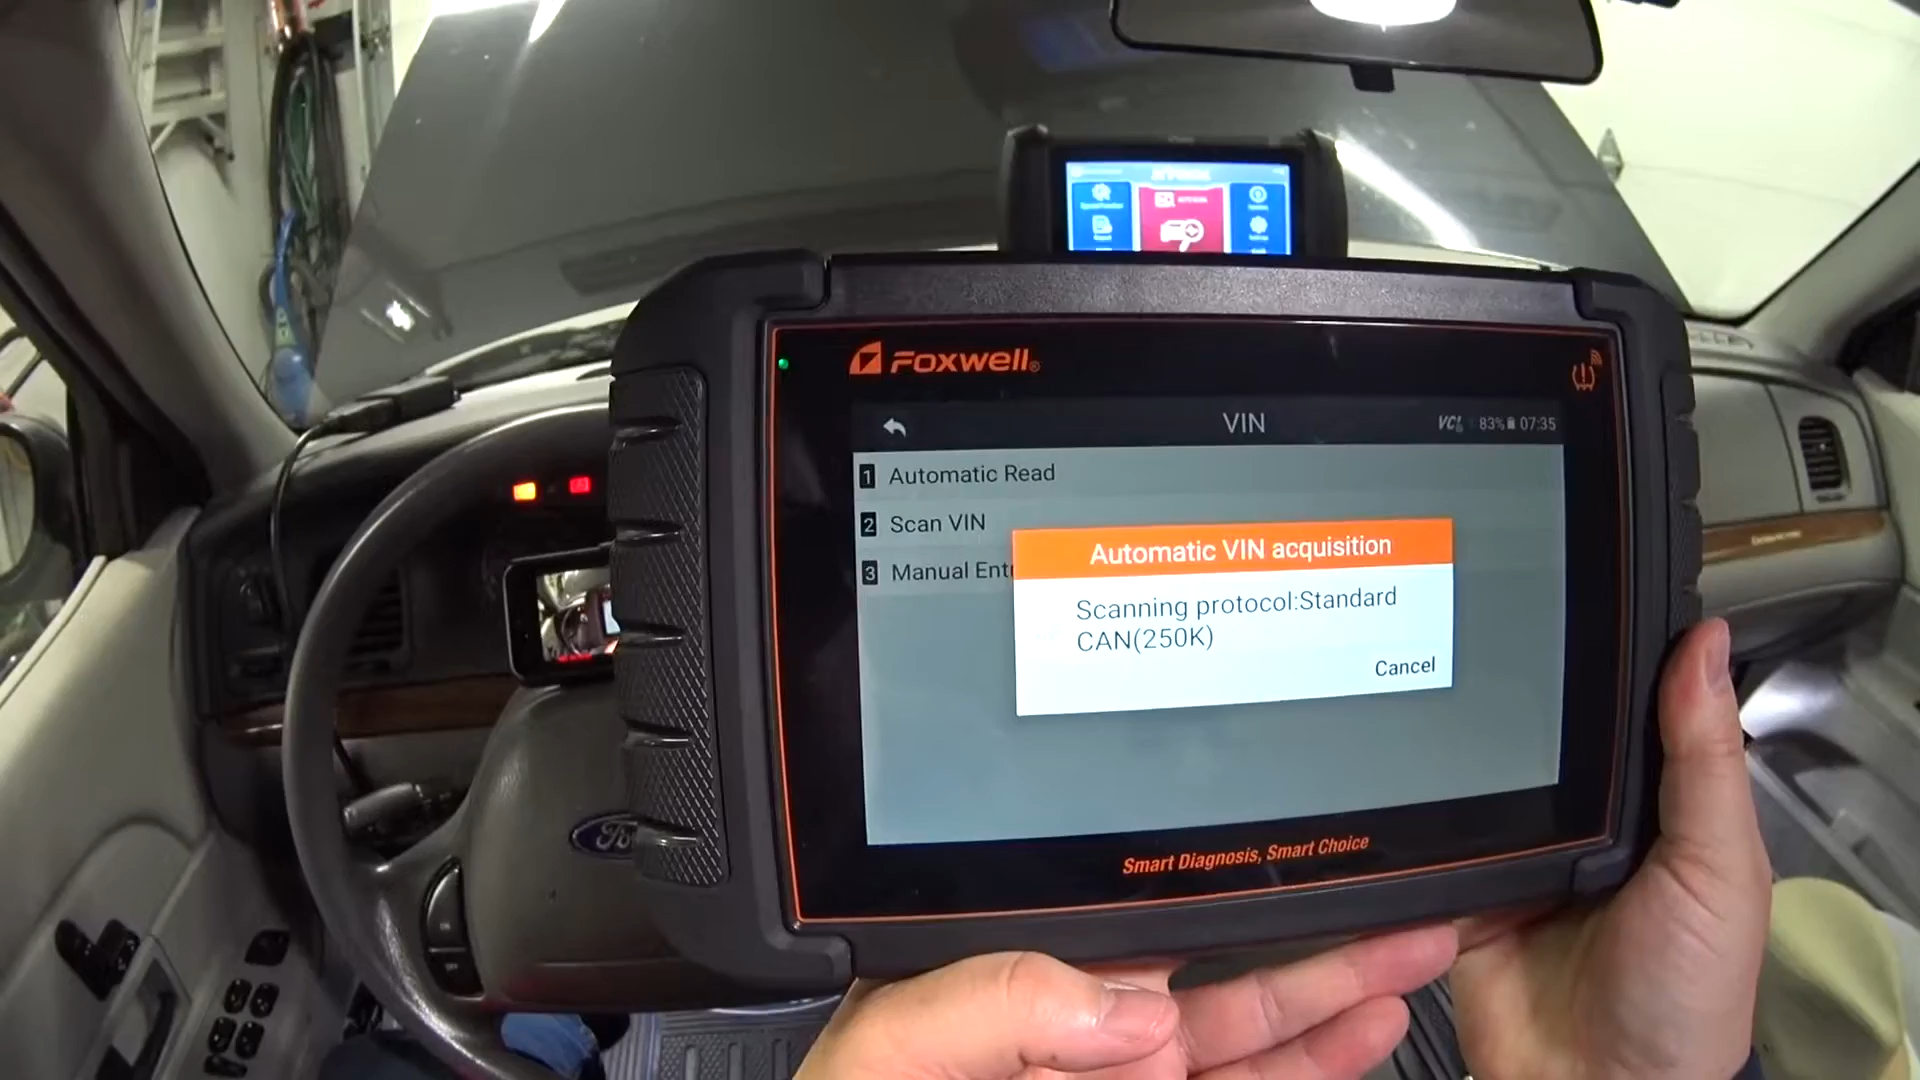 FOXWELL®
VIN
VCI 83% 07:35
1 Automatic Read
2 Scan VIN
3 Manual Ent
Automatic VIN acquisition
Scanning protocol:Standard
CAN(250K)
Cancel
Smart Diagnosis, Smart Choice
Ford